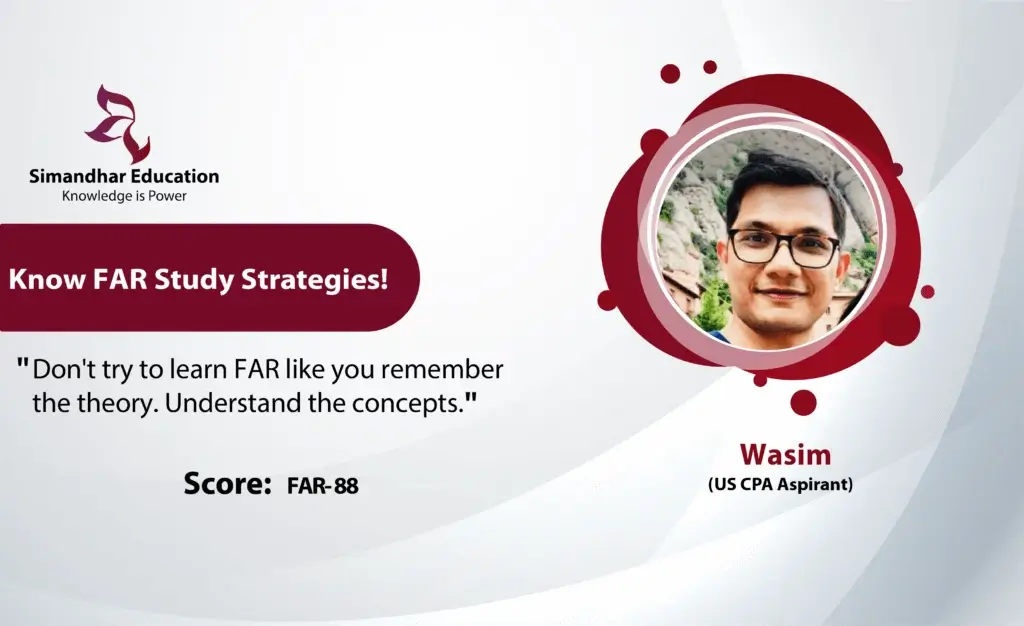 Simandhar Education
Knowledge is Power
Know FAR Study Strategies!
"Don't try to learn FAR like you remember
the theory. Understand the concepts."
Score: FAR-88
Wasim
(US CPA Aspirant)